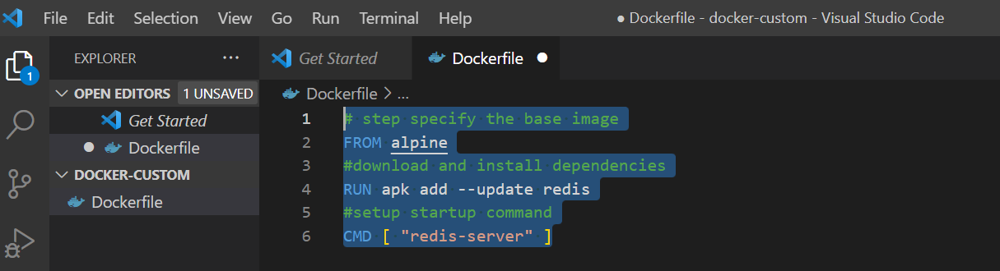 File Edit Selection View Go Run Terminal Help ● Dockerfile - docker-custom - Visual Studio Code
EXPLORER ...
Get Started
Dockerfile ●
1
OPEN EDITORS 1 UNSAVED
Get Started
● Dockerfile
DOCKER-CUSTOM
Dockerfile
Dockerfile > ...
1 # step specify the base image
2 FROM alpine
3 #download and install dependencies
4 RUN apk add --update redis
5 #setup startup command
6 CMD [ "redis-server" ]